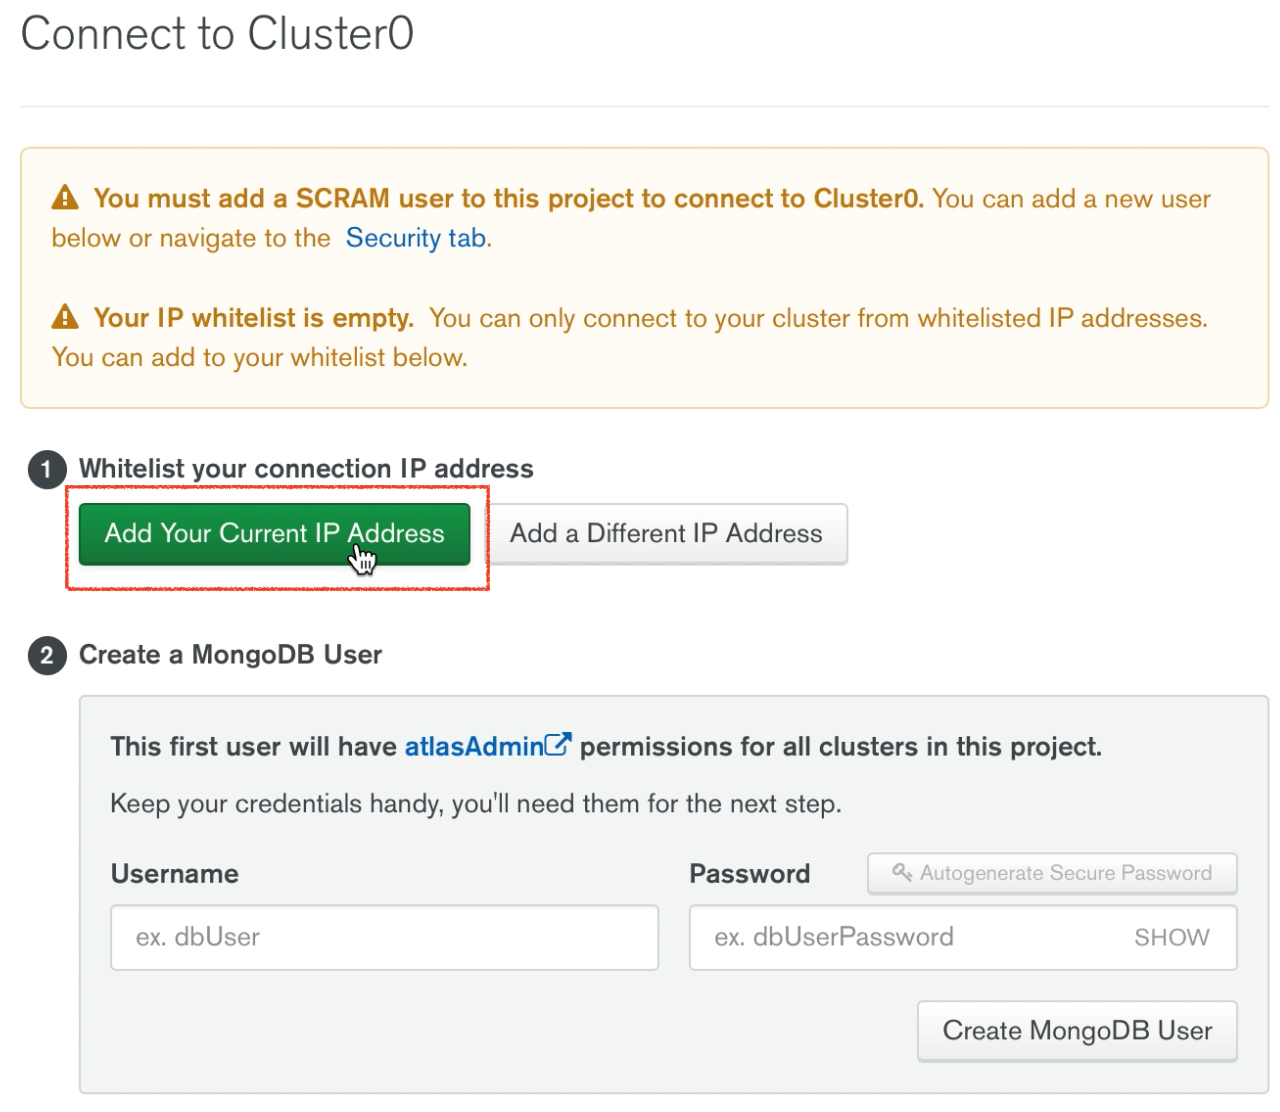 Connect to Cluster0
You must add a SCRAM user to this project to connect to Cluster0. You can add a new user
below or navigate to the Security tab.
Your IP whitelist is empty. You can only connect to your cluster from whitelisted IP addresses.
You can add to your whitelist below.
1 Whitelist your connection IP address
Add Your Current IP Address Add a Different IP Address
2 Create a MongoDB User
This first user will have atlasAdmin permissions for all clusters in this project.
Keep your credentials handy, you'll need them for the next step.
Username Password Autogenerate Secure Password
ex. dbUser ex. dbUserPassword SHOW
Create MongoDB User